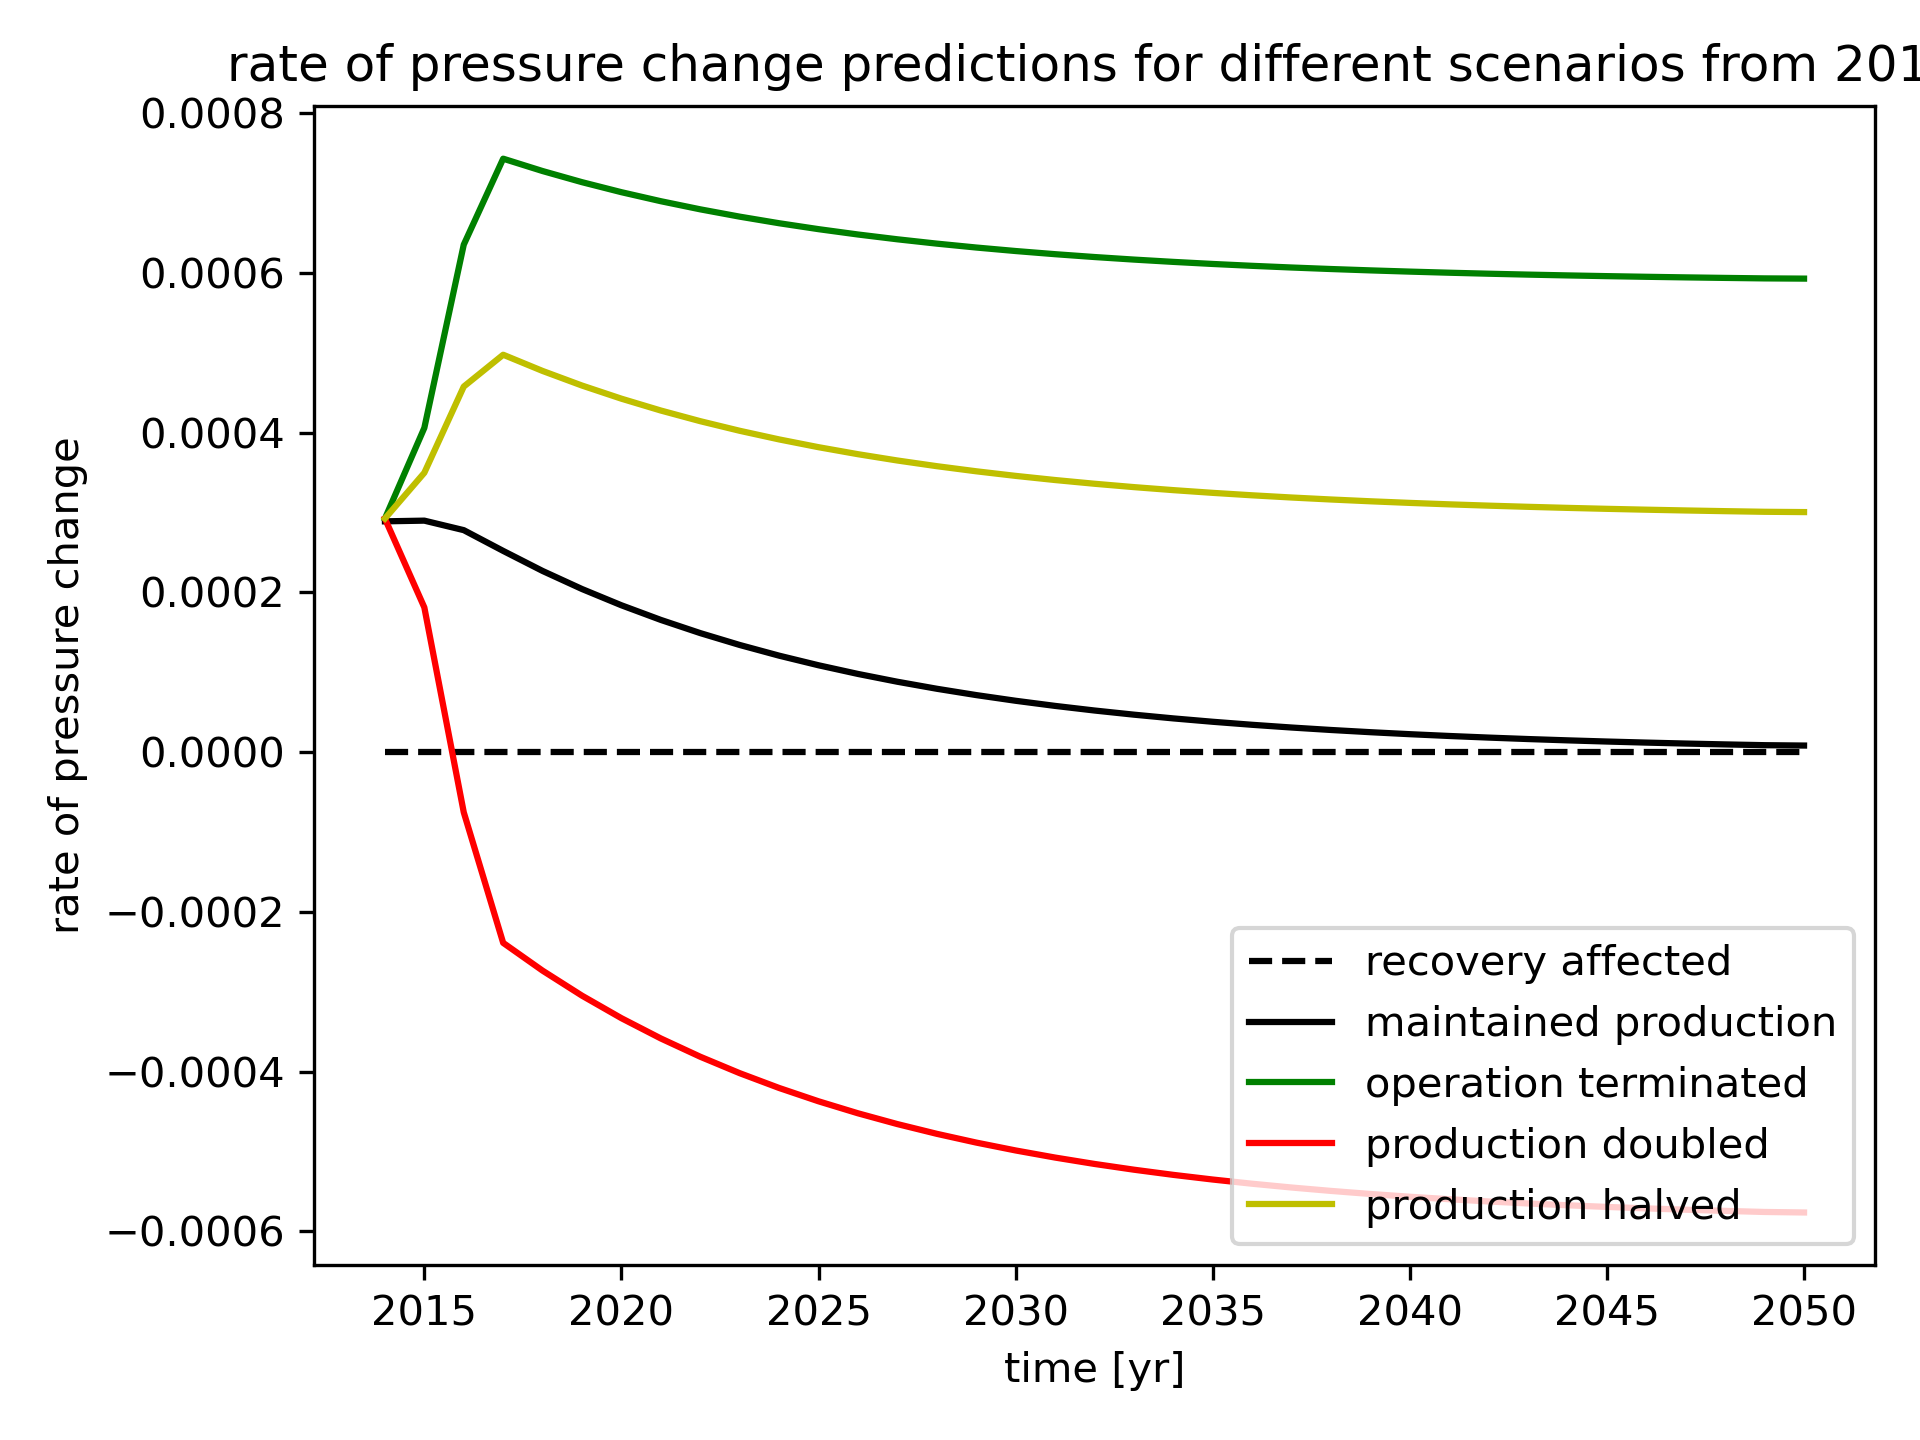 rate of pressure change predictions for different scenarios from 201
0.0008
0.0006
0.0004
0.0002
0.0000
−0.0002
−0.0004
−0.0006
rate of pressure change
recovery affected
maintained production
operation terminated
production doubled
production halved
2015 2020 2025 2030 2035 2040 2045 2050
time [yr]